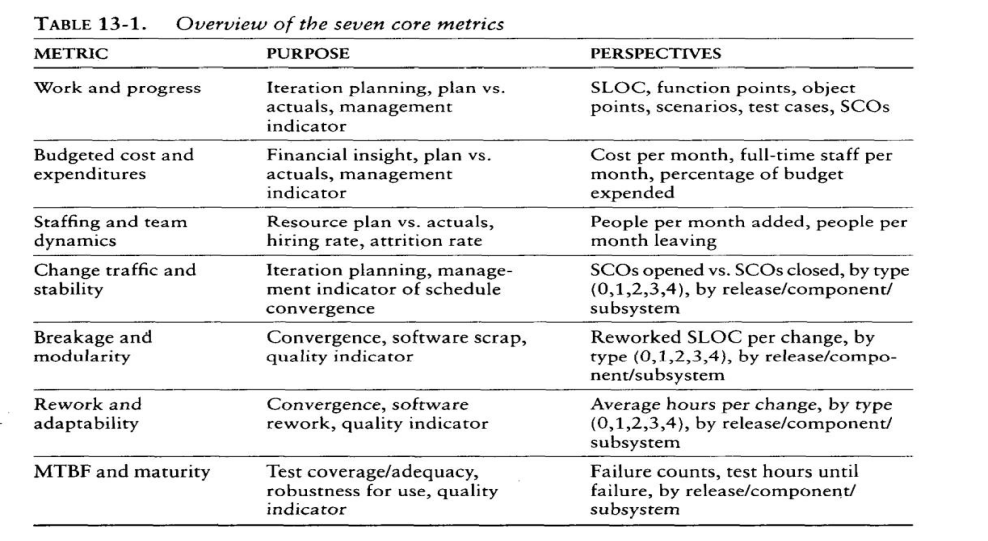 TABLE 13-1. Overview of the seven core metrics
METRIC PURPOSE PERSPECTIVES
Work and progress Iteration planning, plan vs. SLOC, function points, object
actuals, management points, scenarios, test cases, SCOs
indicator
Budgeted cost and Financial insight, plan vs. Cost per month, full-time staff per
expenditures actuals, management month, percentage of budget
indicator expended
Staffing and team Resource plan vs. actuals, People per month added, people per
dynamics hiring rate, attrition rate month leaving
Change traffic and Iteration planning, manage- SCOs opened vs. SCOs closed, by type
stability ment indicator of schedule (0,1,2,3,4), by release/component/
convergence subsystem
Breakage and Convergence, software scrap, Reworked SLOC per change, by
modularity quality indicator type (0,1,2,3,4), by release/compo-
nent/subsystem
Rework and Convergence, software Average hours per change, by type
adaptability rework, quality indicator (0,1,2,3,4), by release/component/
subsystem
MTBF and maturity Test coverage/adequacy, Failure counts, test hours until
robustness for use, quality failure, by release/component/
indicator subsystem